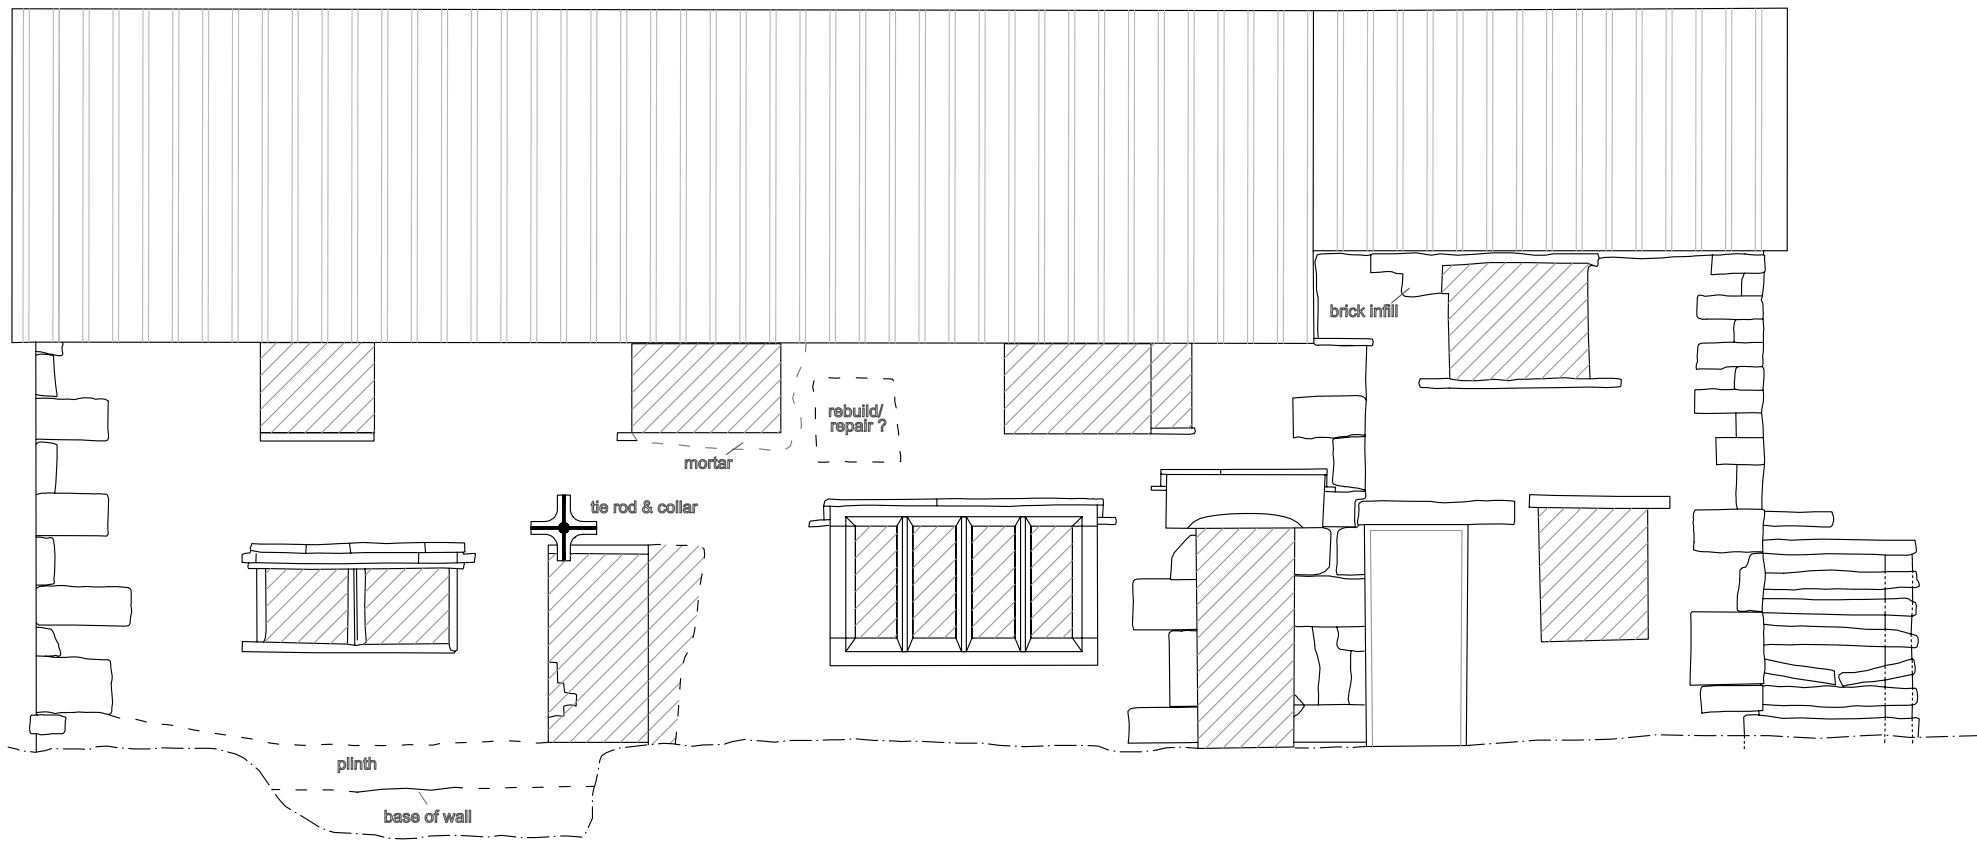 brick infill
rebuild/
repair ?
mortar
tie rod & collar
plinth
base of wall